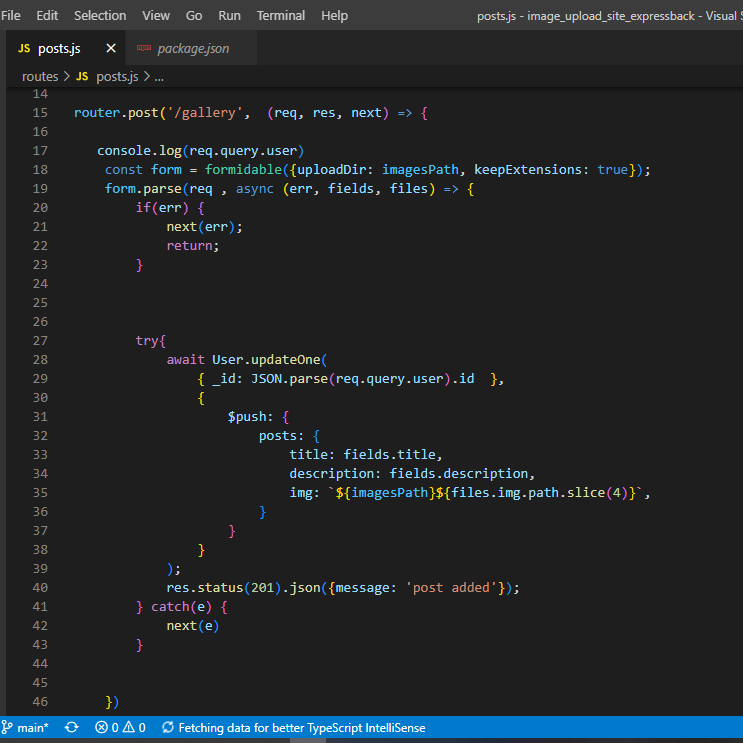 File Edit Selection View Go Run Terminal Help posts.js - image_upload_site_expressback - Visual S
JS posts.js × package.json
routes > JS posts.js > ...
14
15 router.post('/gallery', (req, res, next) => {
16
17 console.log(req.query.user)
18 const form = formidable({uploadDir: imagesPath, keepExtensions: true});
19 form.parse(req , async (err, fields, files) => {
20 if(err) {
21 next(err);
22 return;
23 }
24
25
26
27 try{
28 await User.updateOne(
29 { _id: JSON.parse(req.query.user).id },
30 {
31 $push: {
32 posts: {
33 title: fields.title,
34 description: fields.description,
35 img: `${imagesPath}${files.img.path.slice(4)}`,
36 }
37 }
38 }
39 );
40 res.status(201).json({message: 'post added'});
41 } catch(e) {
42 next(e)
43 }
44
45
46 })
main* 0 0 Fetching data for better TypeScript IntelliSense